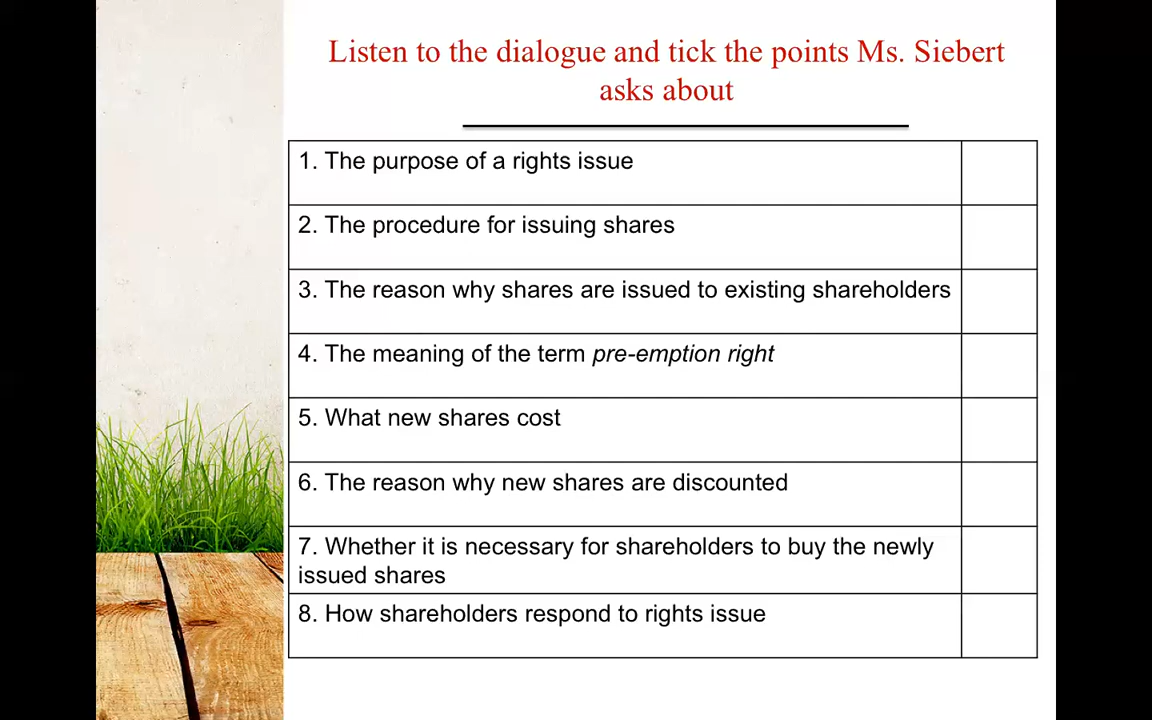 Listen to the dialogue and tick the points Ms. Siebert
asks about
1. The purpose of a rights issue
2. The procedure for issuing shares
3. The reason why shares are issued to existing shareholders
4. The meaning of the term pre-emption right
5. What new shares cost
6. The reason why new shares are discounted
7. Whether it is necessary for shareholders to buy the newly
issued shares
8. How shareholders respond to rights issue